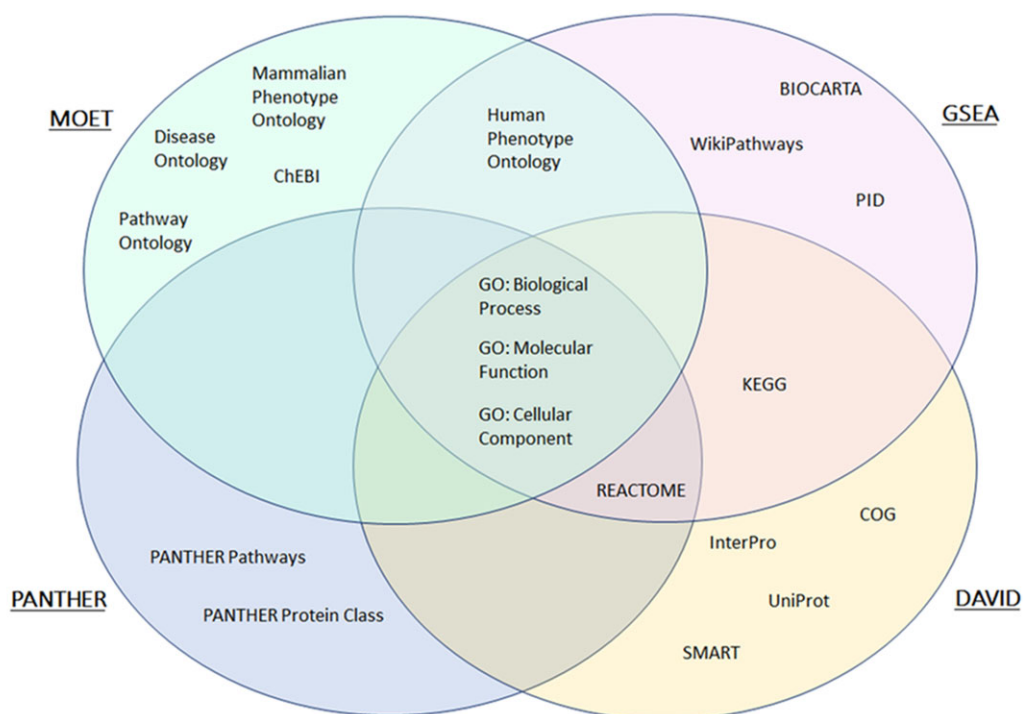 MOET
Mammalian
Phenotype
Ontology
Disease
Ontology
ChEBI
Pathway
Ontology
Human
Phenotype
Ontology
BIOCARTA
GSEA
WikiPathways
PID
GO: Biological
Process
GO: Molecular
Function
GO: Cellular
Component
KEGG
REACTOME
PANTHER Pathways
PANTHER
PANTHER Protein Class
COG
InterPro
UniProt
DAVID
SMART